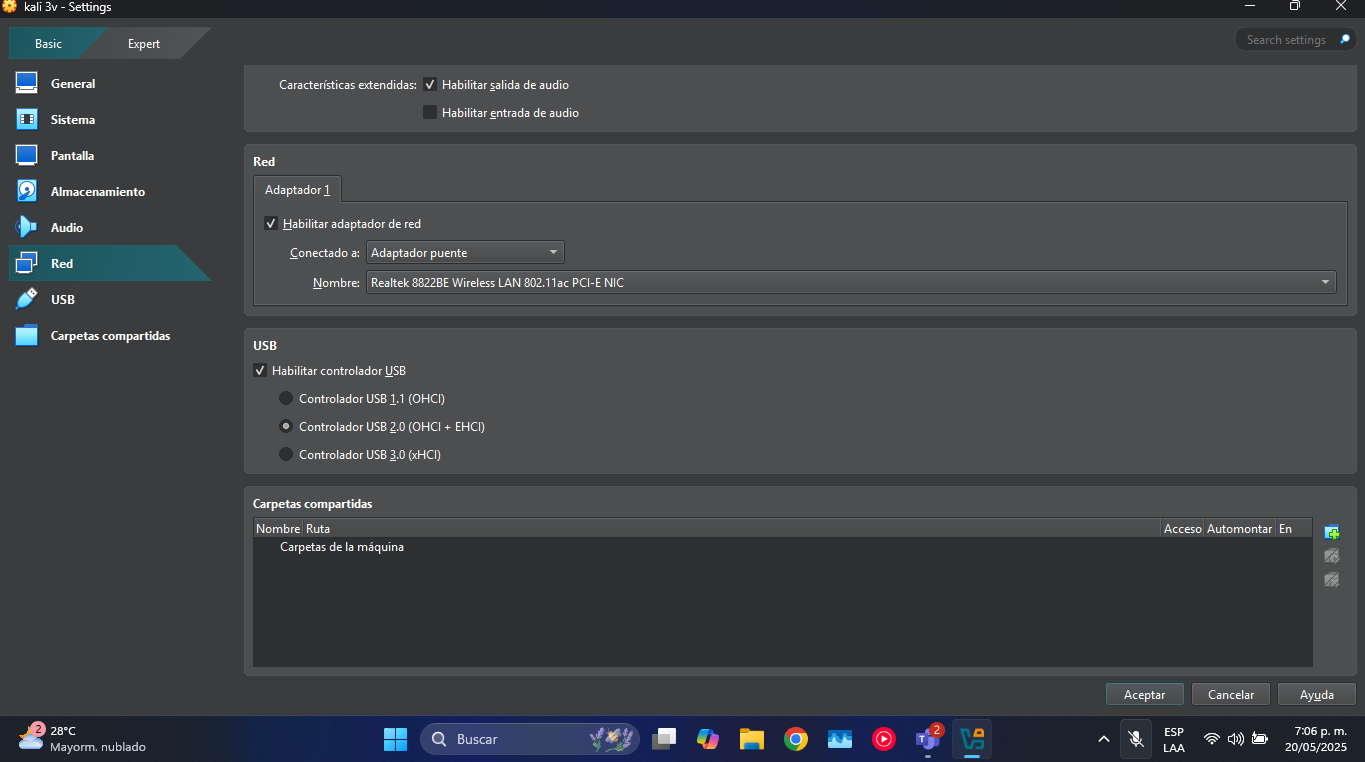 kali 3v - Settings
Basic
Expert
Search settings
General
Sistema
Pantalla
Almacenamiento
Audio
Red
USB
Carpetas compartidas
Características extendidas:
Habilitar salida de audio
Habilitar entrada de audio
Red
Adaptador 1
Habilitar adaptador de red
Conectado a: Adaptador puente
Nombre: Realtek 8822BE Wireless LAN 802.11ac PCI-E NIC
USB
Habilitar controlador USB
Controlador USB 1.1 (OHCI)
Controlador USB 2.0 (OHCI + EHCI)
Controlador USB 3.0 (xHCI)
Carpetas compartidas
Nombre Ruta Acceso Automontar En
Carpetas de la máquina
Aceptar Cancelar Ayuda
2
28°C
Mayorm. nublado
Buscar
2
ESP
LAA
7:06 p. m.
20/05/2025